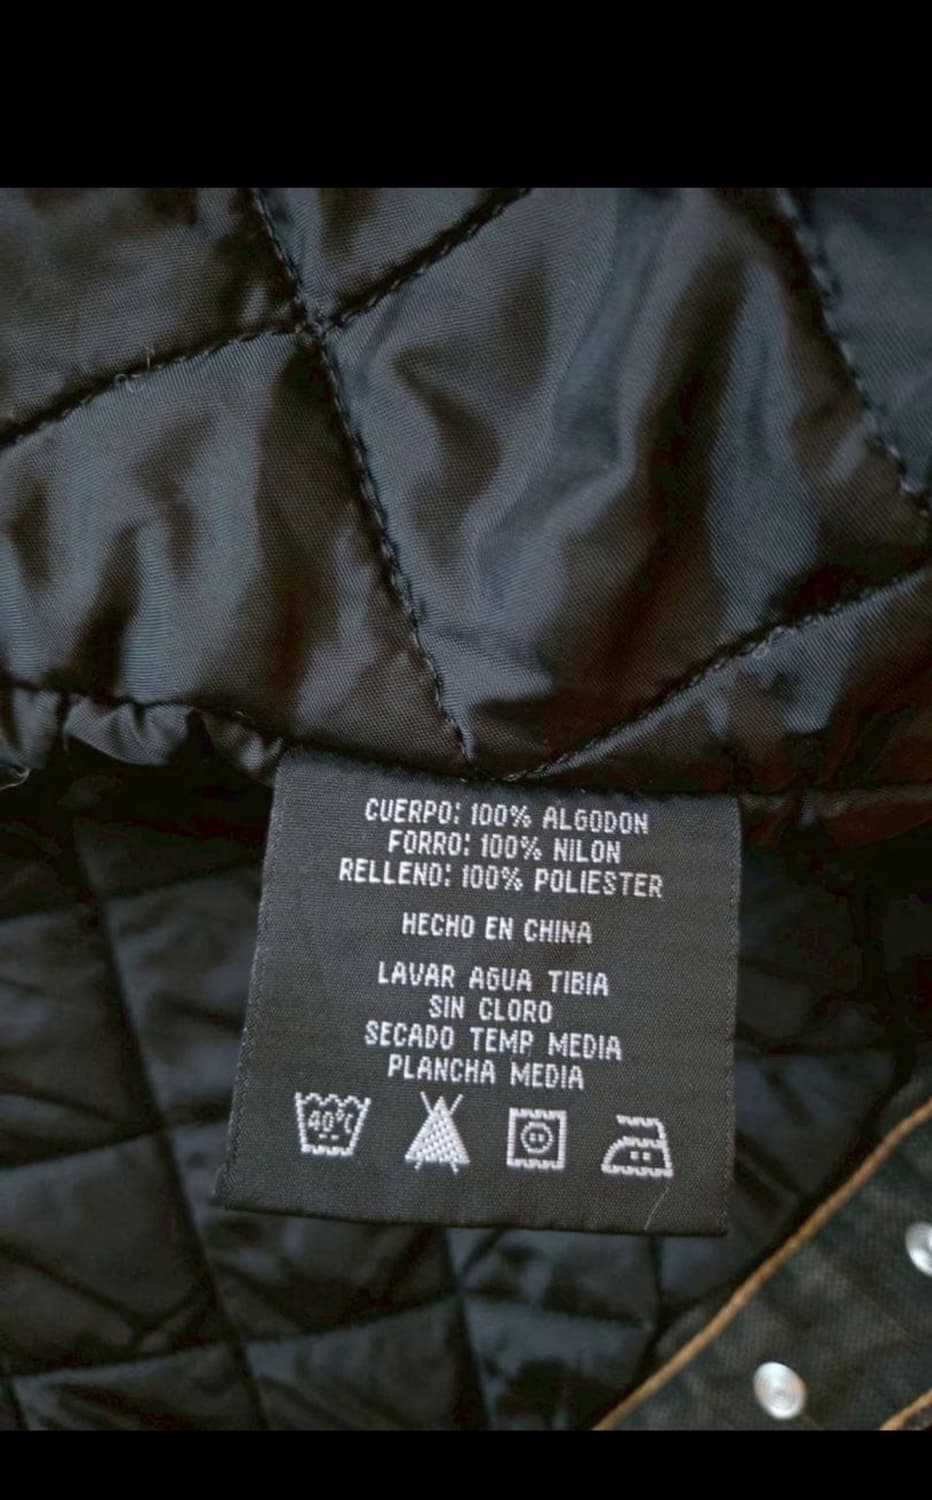 CUERPO: 100% ALGODON
FORRO: 100% NILON
RELLENO: 100% POLIESTER
HECHO EN CHINA
LAVAR AGUA TIBIA
SIN CLORO
SECADO TEMP MEDIA
PLANCHA MEDIA
40°C